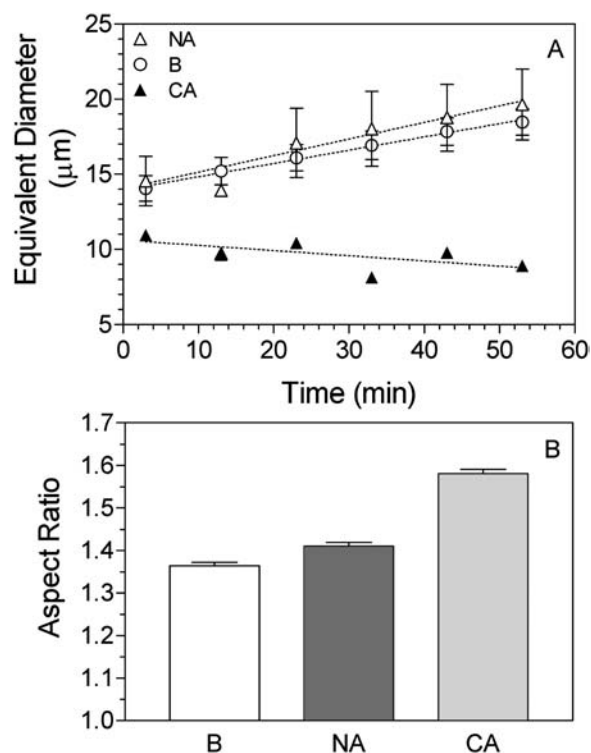 25
NA
A
B
20
CA
15
10
5
0
10
20
30
40
50
60
Equivalent Diameter
(μm)
Time (min)
1.7
B
1.6
1.5
1.4
1.3
1.2
1.1
1.0
Aspect Ratio
B
NA
CA